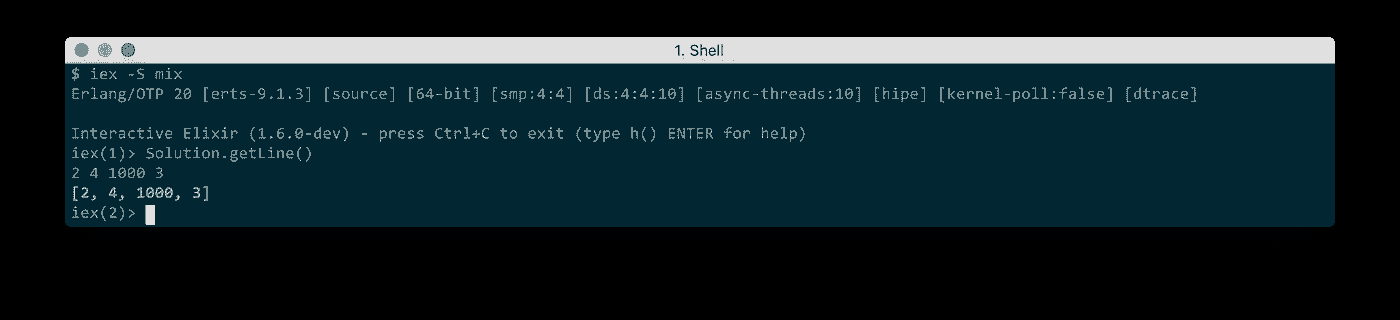 1. Shell
$ iex -S mix
Erlang/OTP 20 [erts-9.1.3] [source] [64-bit] [smp:4:4] [ds:4:4:10] [async-threads:10] [hipe] [kernel-poll:false] [dtrace]
Interactive Elixir (1.6.0-dev) - press Ctrl+C to exit (type h() ENTER for help)
iex(1)> Solution.getLine()
2 4 1000 3
[2, 4, 1000, 3]
iex(2)>